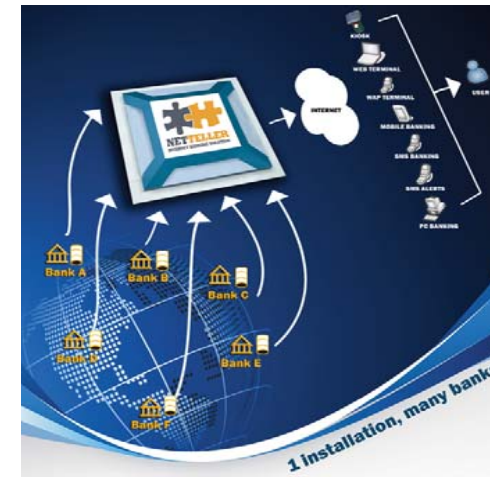 KIOSK
WEB TERMINAL
WAP TERMINAL
USER
INTERNET
MOBILE BANKING
SMS BANKING
SMS ALERTS
PC BANKING
NETTELLER
INTERNET BANKING SOLUTION
Bank A
Bank B
Bank C
Bank D
Bank E
Bank F
1 installation, many bank